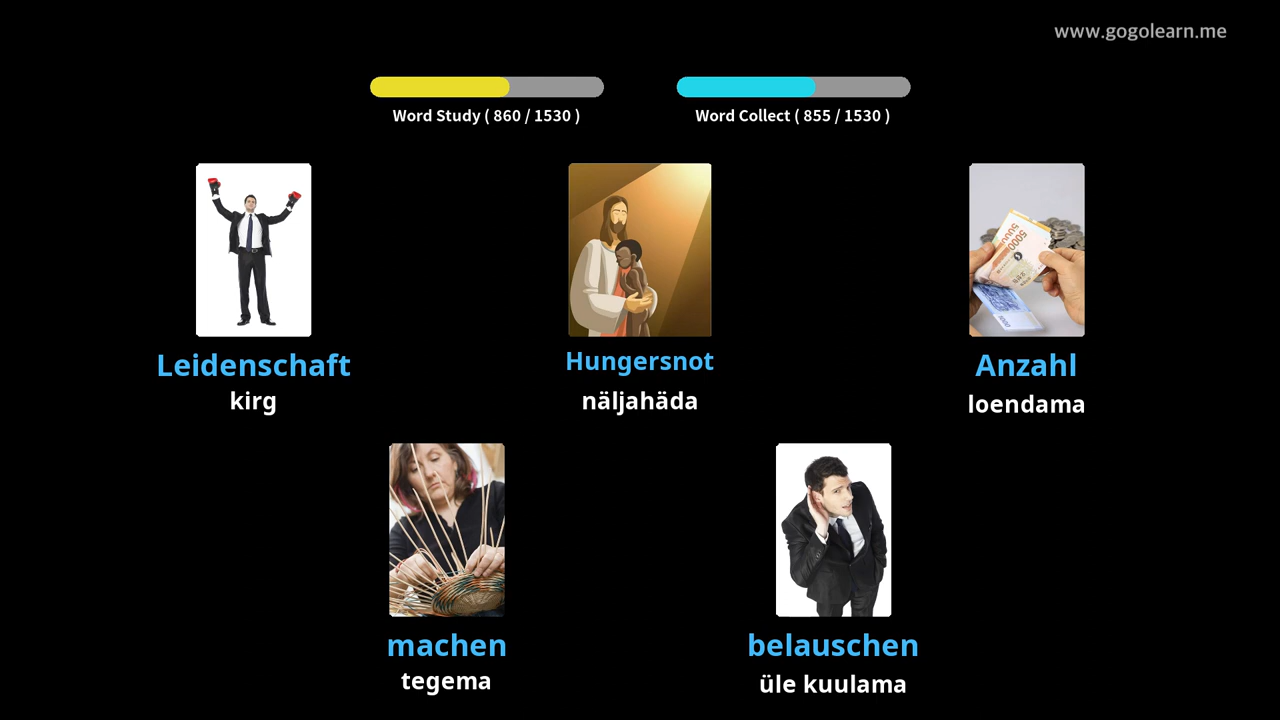 www.gogolearn.me
Word Study ( 860 / 1530 )
Word Collect ( 855 / 1530 )
Leidenschaft
kirg
Hungersnot
näljahäda
Anzahl
loendama
machen
tegema
belauschen
üle kuulama